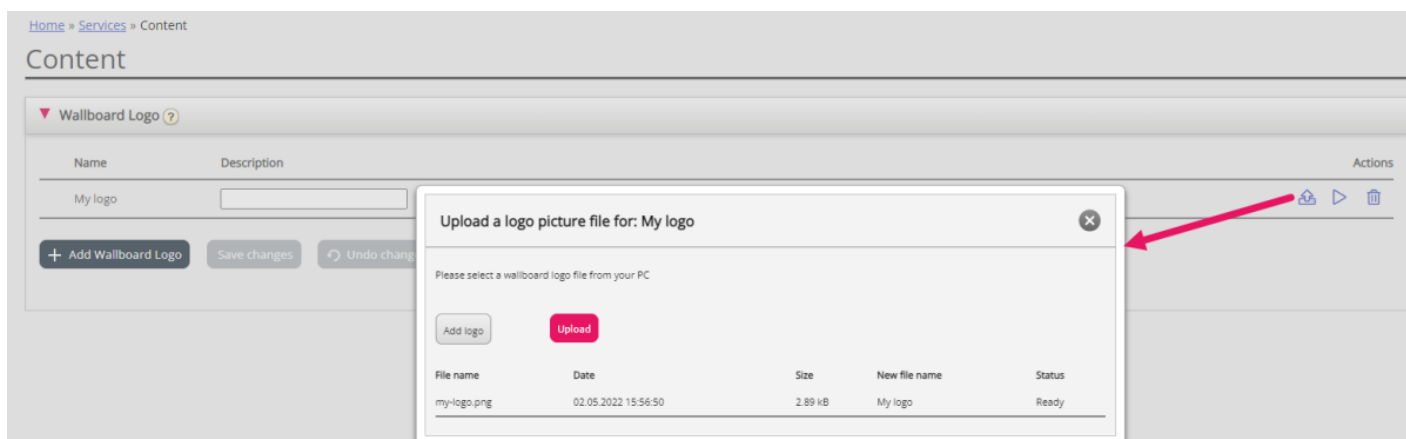 Home » Services » Content
Content
Wallboard Logo ?
Name Description Actions
My logo
+ Add Wallboard Logo Save changes Undo chang
Upload a logo picture file for: My logo
Please select a wallboard logo file from your PC
Add logo Upload
File name Date Size New file name Status
my-logo.png 02.05.2022 15:56:50 2.89 kB My logo Ready